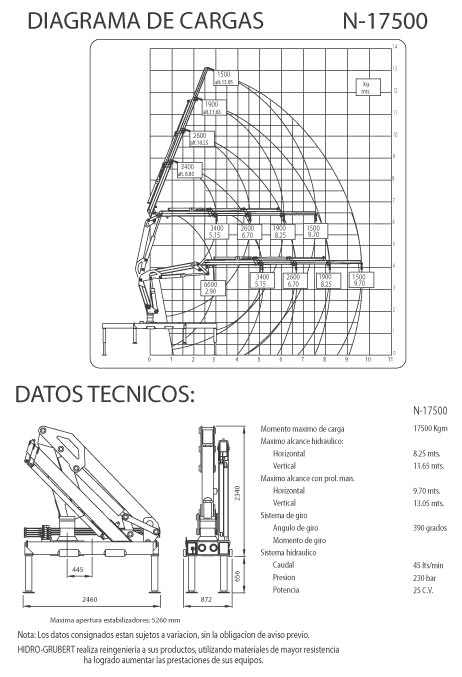 DIAGRAMA DE CARGAS N-17500
14
13
12
11
10
9
8
7
6
5
4
3
2
1
0
kg.
mts.
1500
alt.13.05
1900
alt.11.65
2600
alt.10.25
3400
alt. 8.80
3400 2600 1900 1500
5.15 6.70 8.25 9.70
6600 3400 2600 1900 1500
2.90 5.15 6.70 8.25 9.70
0 1 2 3 4 5 6 7 8 9 10 11
DATOS TECNICOS:
N-17500
Momento maximo de carga 17500 Kgm
Maximo alcance hidraulico:
Horizontal 8.25 mts.
Vertical 11.65 mts.
Maximo alcance con prol. man.
Horizontal 9.70 mts.
Vertical 13.05 mts.
Sistema de giro
Angulo de giro 390 grados
Momento de giro
Sistema hidraulico
Caudal 45 lts/min
Presion 230 bar
Potencia 25 C.V.
2340
656
445
2460
872
Maxima apertura estabilizadores: 5260 mm
Nota: Los datos consignados estan sujetos a variacion, sin la obligacion de aviso previo.
HIDRO-GRUBERT realiza reingeniería a sus productos, utilizando materiales de mayor resistencia
ha logrado aumentar las prestaciones de sus equipos.